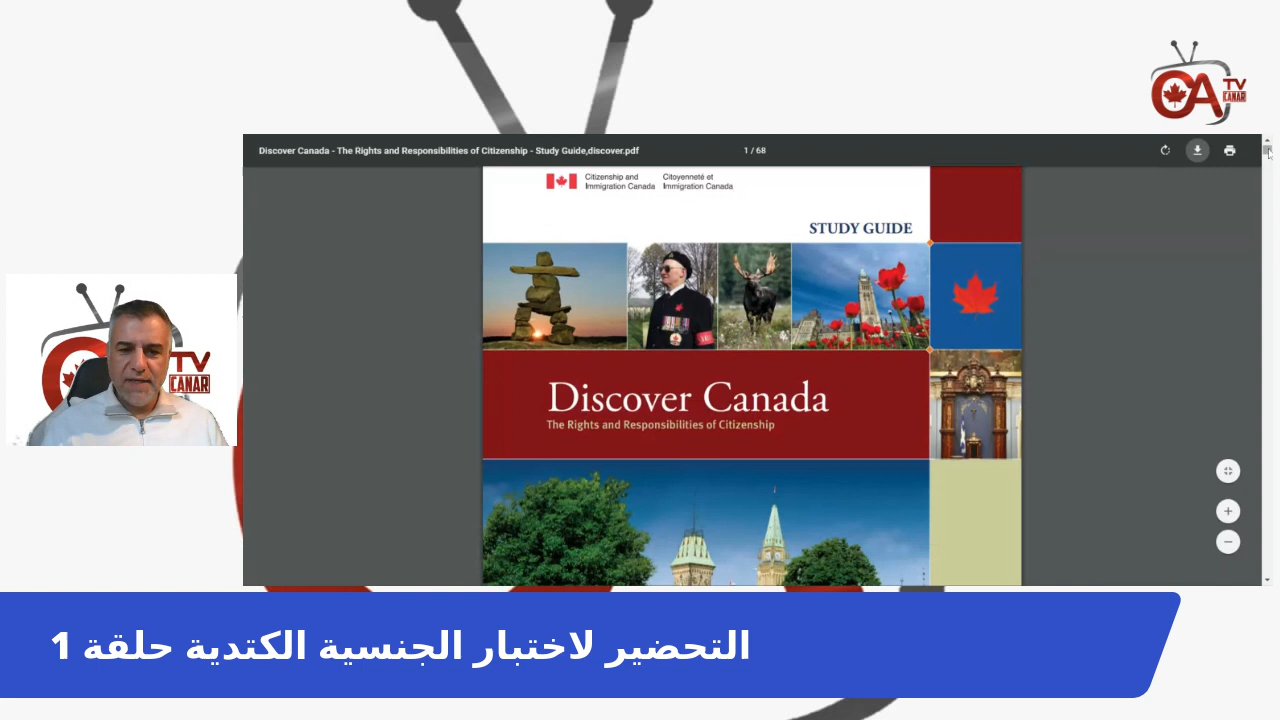 CA TV
CANAR
Discover Canada - The Rights and Responsibilities of Citizenship - Study Guide,discover.pdf
1 / 68
Citizenship and Immigration Canada
Citoyenneté et Immigration Canada
STUDY GUIDE
Discover Canada
The Rights and Responsibilities of Citizenship
TV
CANAR
التحضير لاختبار الجنسية الكتدية حلقة 1